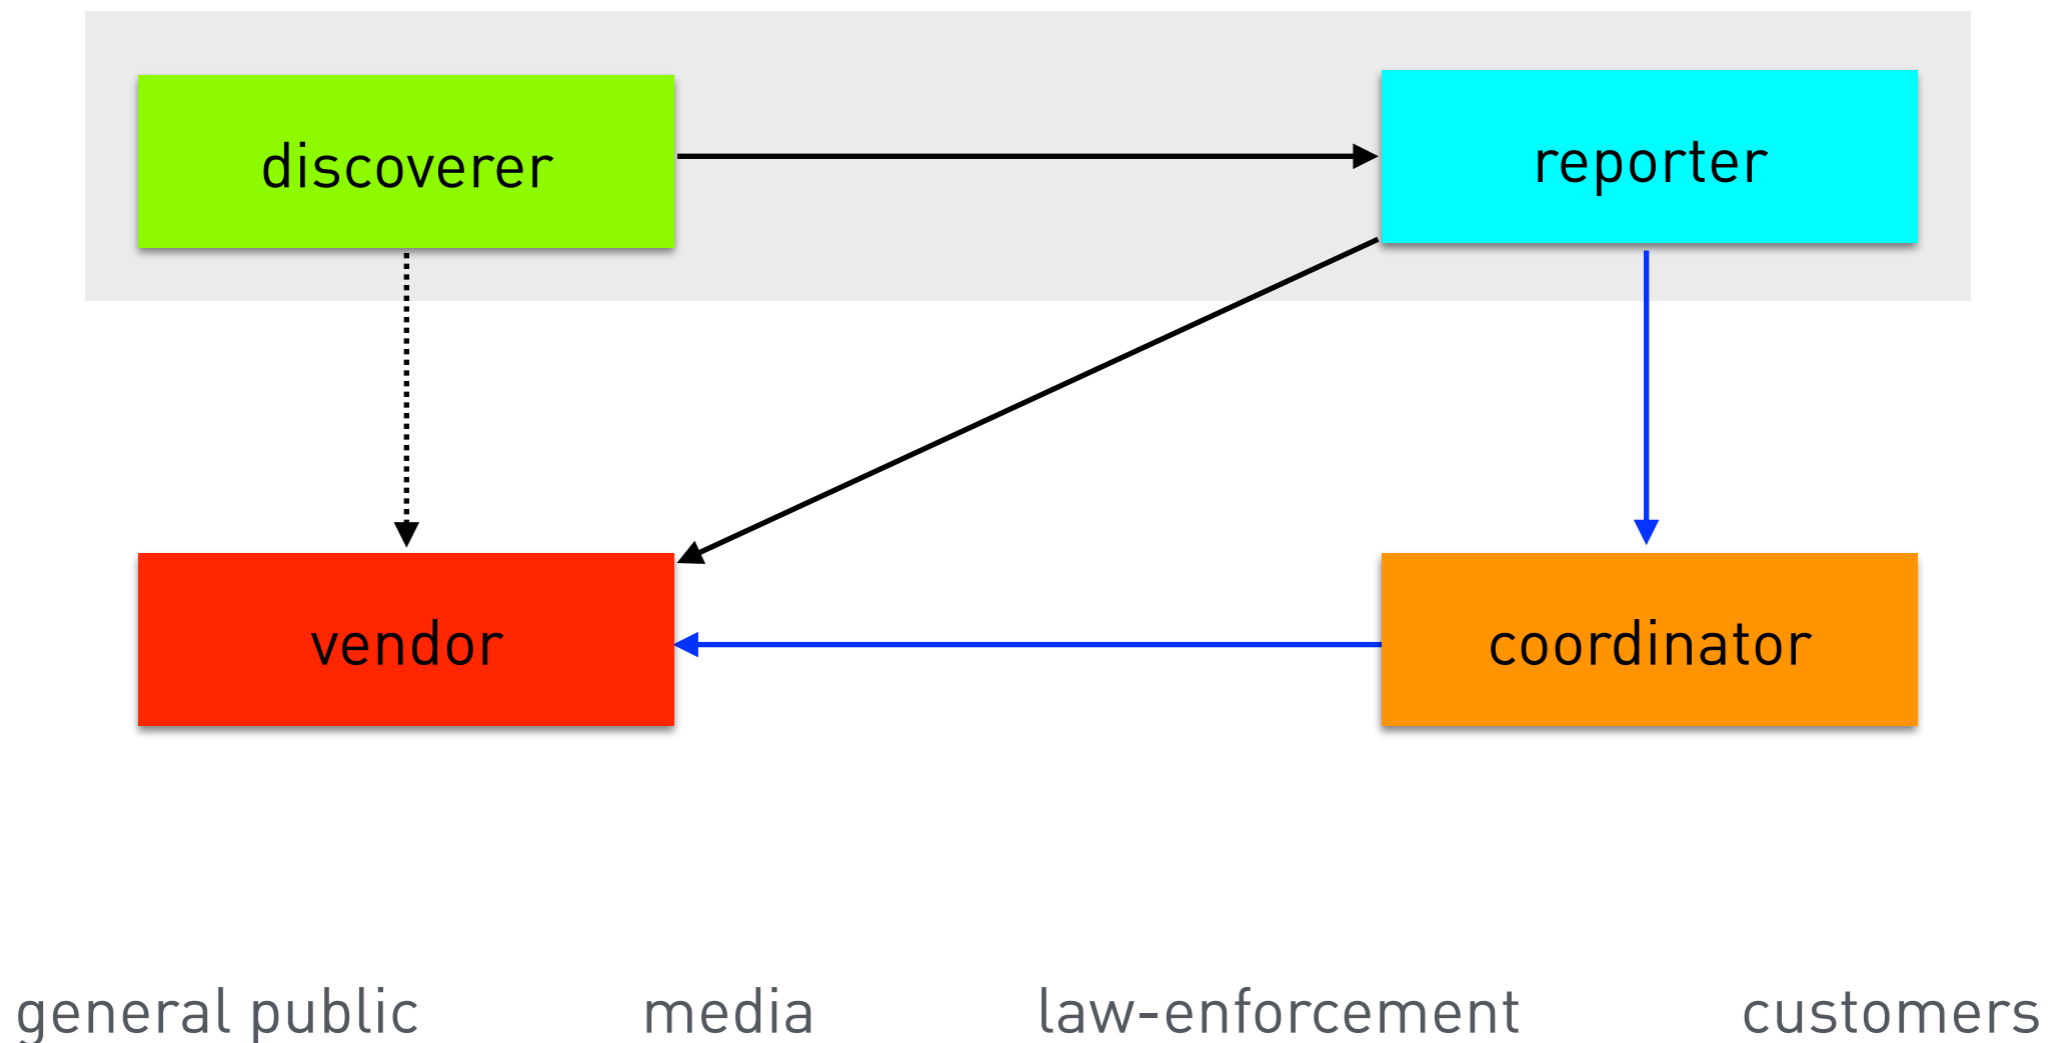 discoverer
reporter
vendor
coordinator
general public
media
law-enforcement
customers